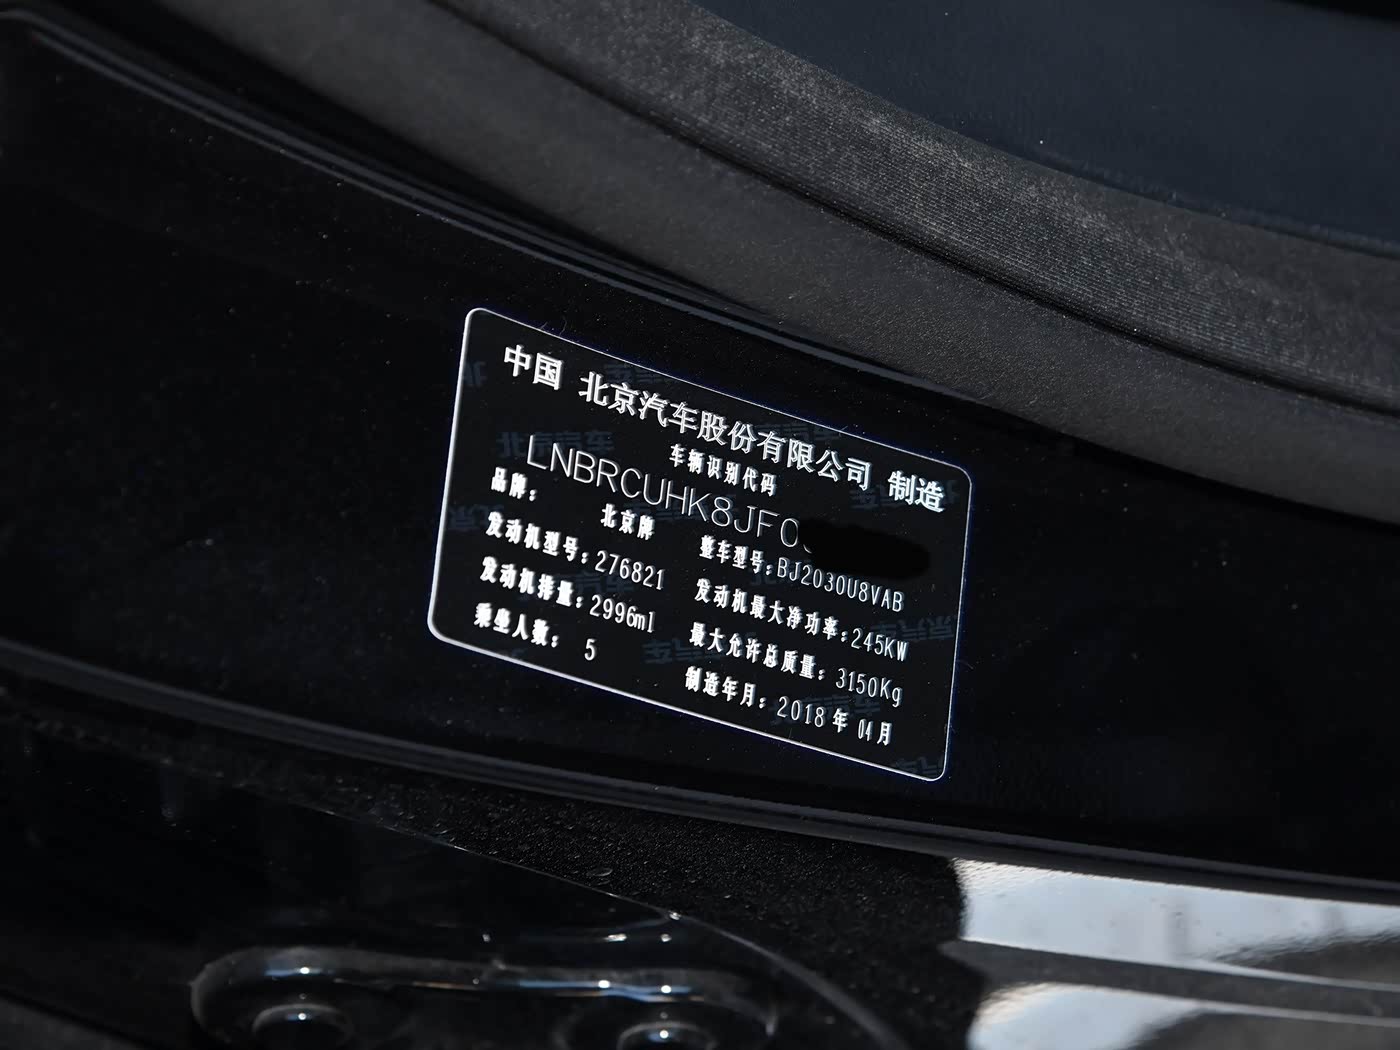 中国 北京汽车股份有限公司 制造
车辆识别代码
LNBRCUHK8JF0
品牌： 北京牌 整车型号：BJ2030U8VAB
发动机型号：276821 发动机最大净功率：245KW
发动机排量：2996ml 最大允许总质量：3150Kg
乘坐人数： 5 制造年月：2018年 04月